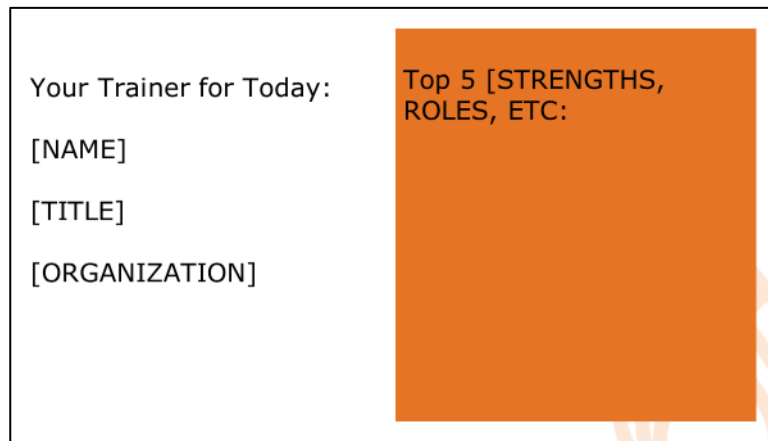 Your Trainer for Today:
[NAME]
[TITLE]
[ORGANIZATION]
Top 5 [STRENGTHS,
ROLES, ETC: